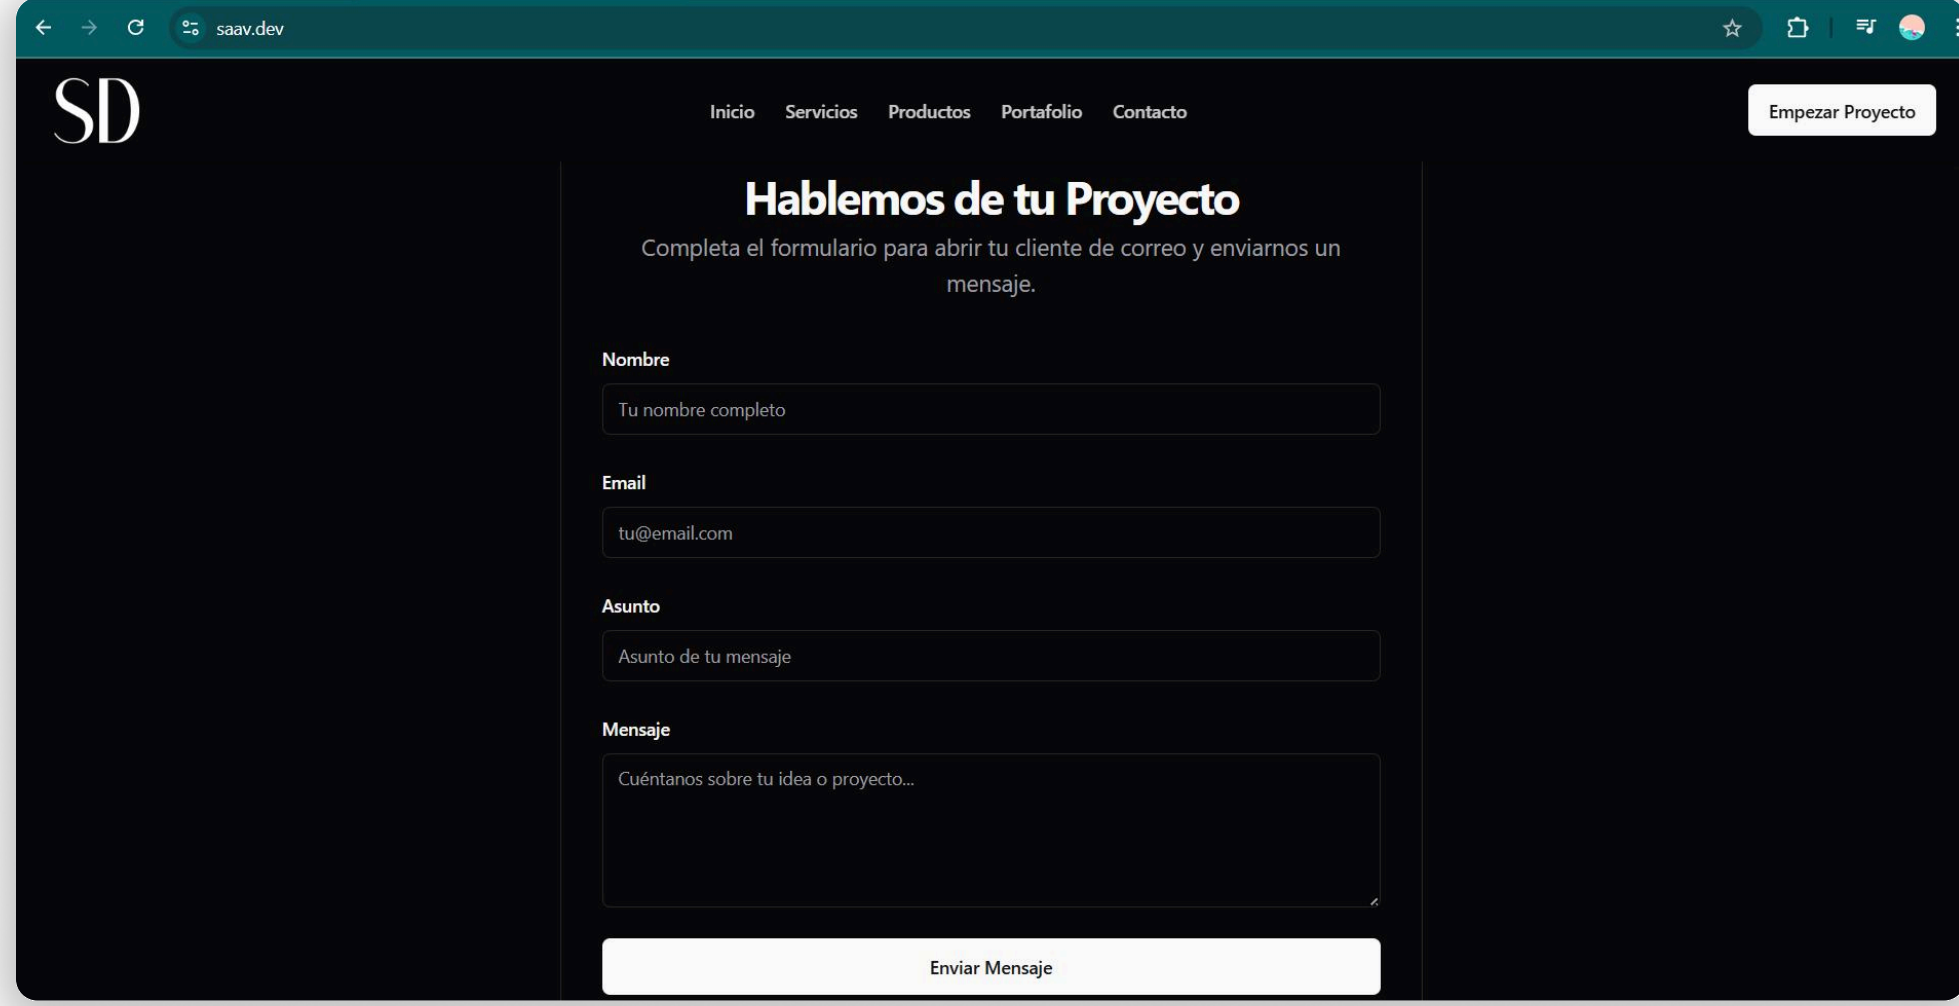 saav.dev
SD
Inicio Servicios Productos Portafolio Contacto
Empezar Proyecto
Hablemos de tu Proyecto
Completa el formulario para abrir tu cliente de correo y enviarnos un
mensaje.
Nombre
Tu nombre completo
Email
tu@email.com
Asunto
Asunto de tu mensaje
Mensaje
Cuéntanos sobre tu idea o proyecto...
Enviar Mensaje